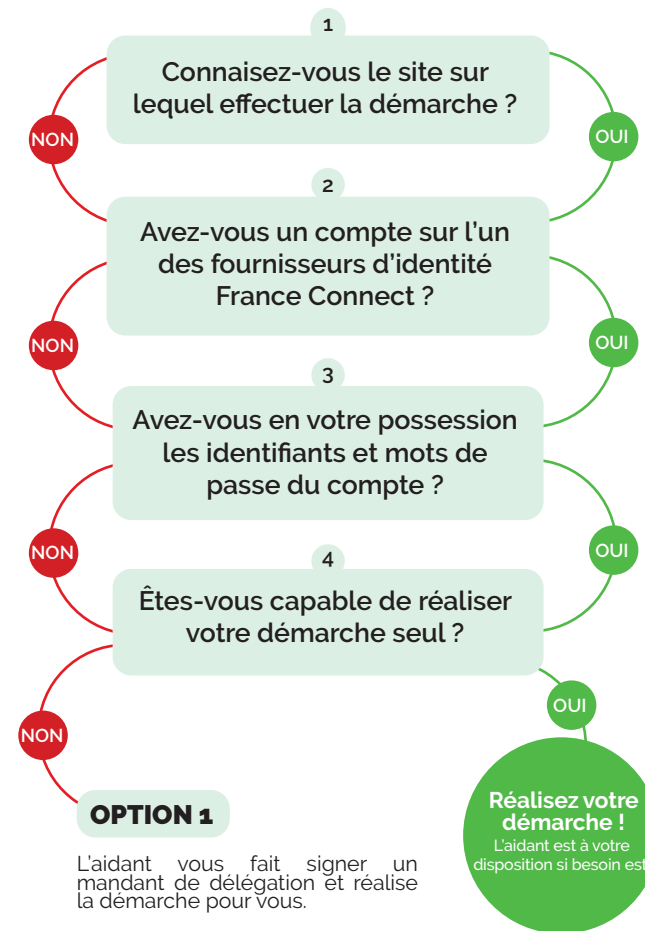 1
Connaisez-vous le site sur
lequel effectuer la démarche ?
NON
OUI
2
Avez-vous un compte sur l'un
des fournisseurs d'identité
France Connect ?
NON
OUI
3
Avez-vous en votre possession
les identifiants et mots de
passe du compte ?
NON
OUI
4
Êtes-vous capable de réaliser
votre démarche seul ?
NON
OUI
OPTION 1
L'aidant vous fait signer un
mandant de délégation et réalise
la démarche pour vous.
Réalisez votre
démarche !
L'aidant est à votre
disposition si besoin est